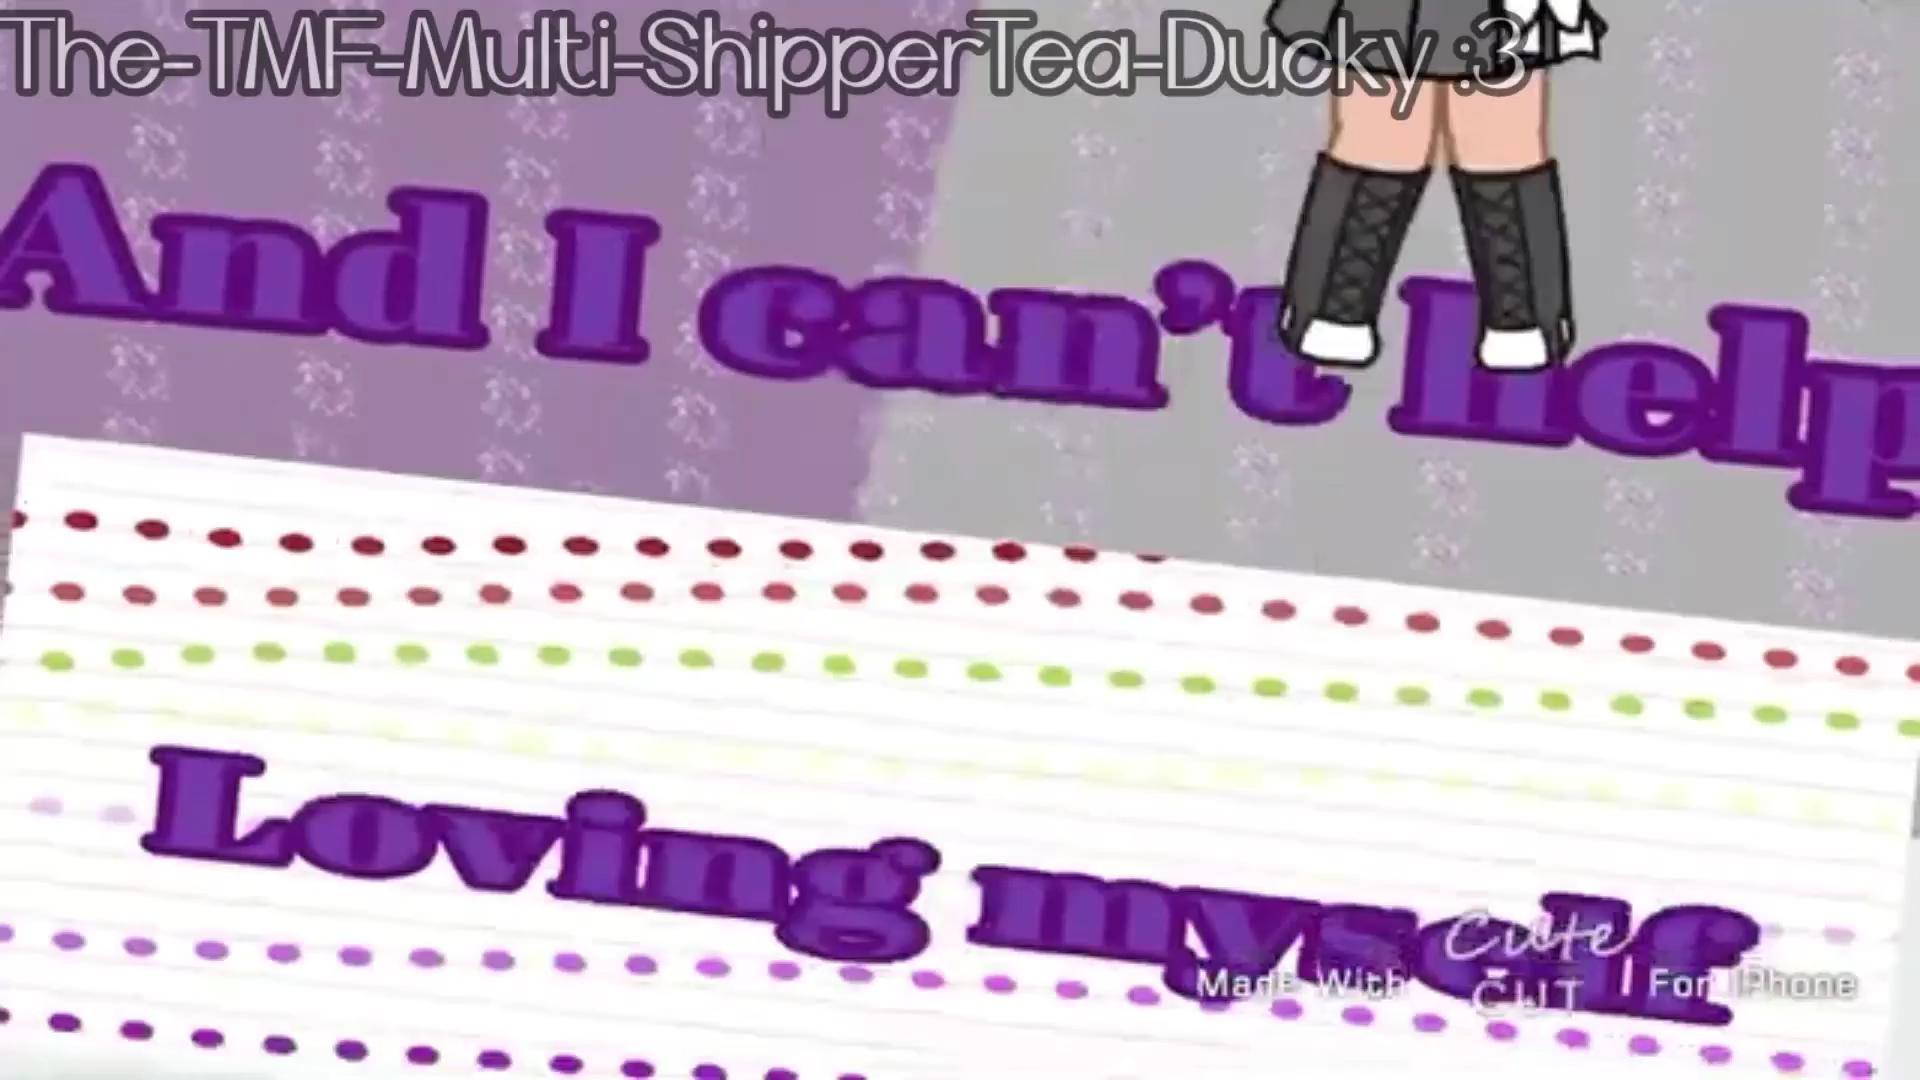 The-TMF-Multi-ShipperTea-Ducky :3
And I can't help
Loving myself
Made With Cute CUT For iPhone